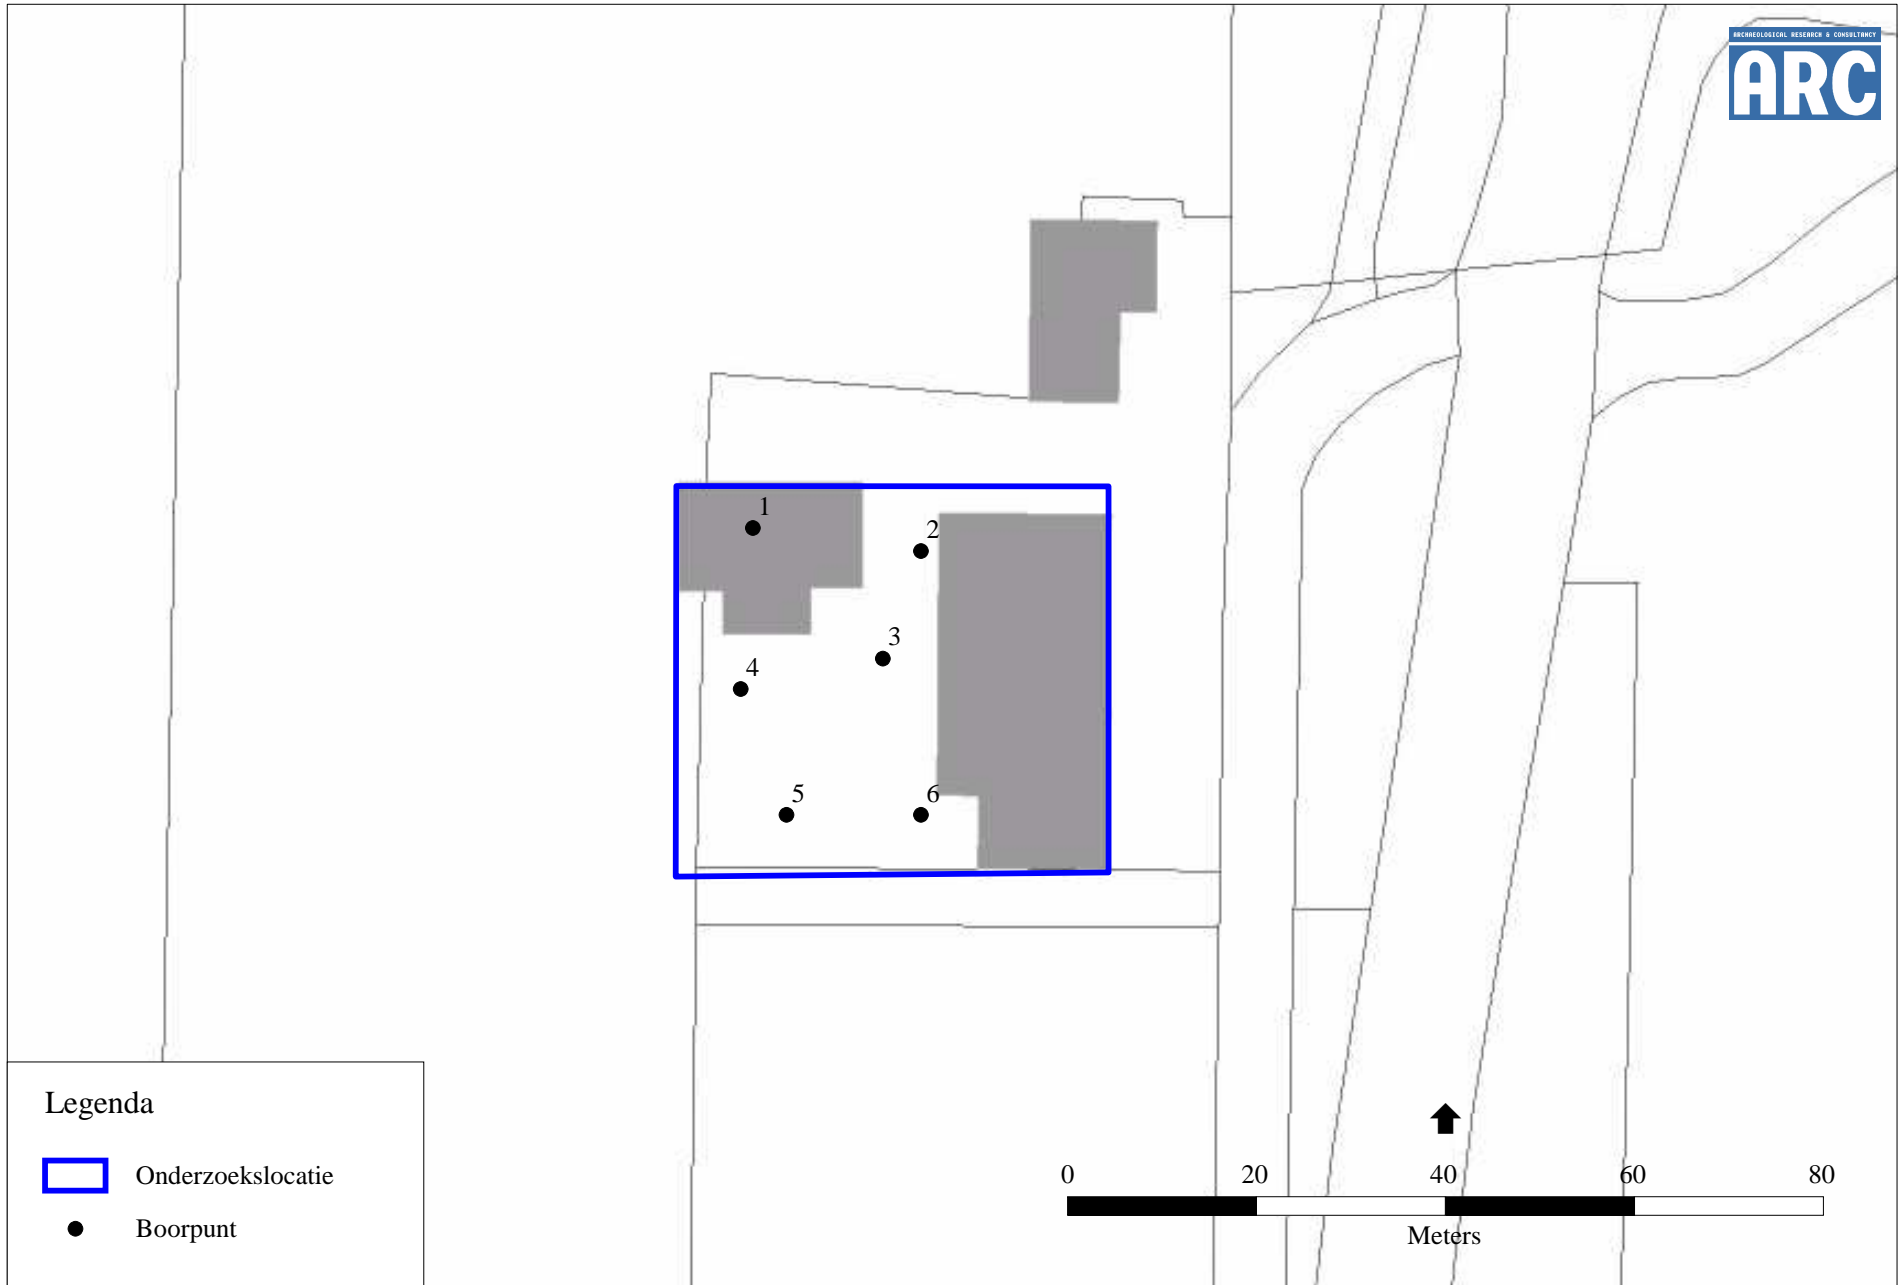 ARCHAEOLOGICAL RESEARCH & CONSULTANCY
ARC
1
2
3
4
5
6
Legenda
Onderzoekslocatie
Boorpunt
0 20 40 60 80
Meters